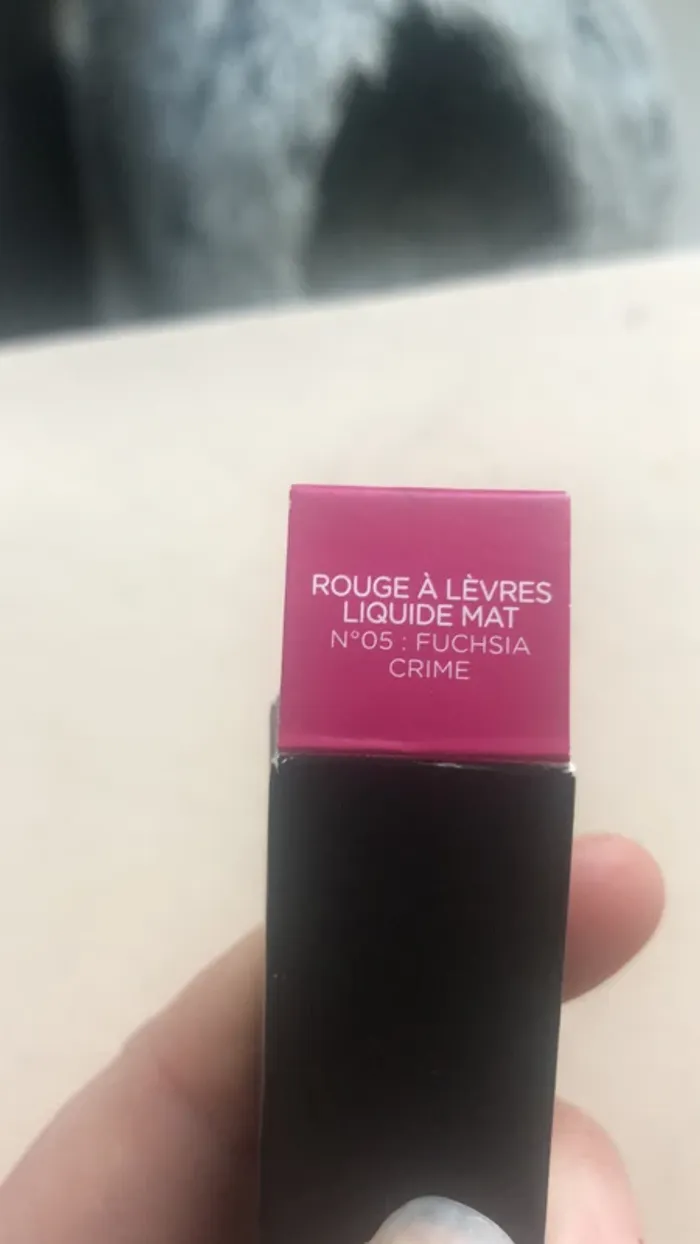 ROUGE À LÈVRES
LIQUIDE MAT
N°05 : FUCHSIA
CRIME